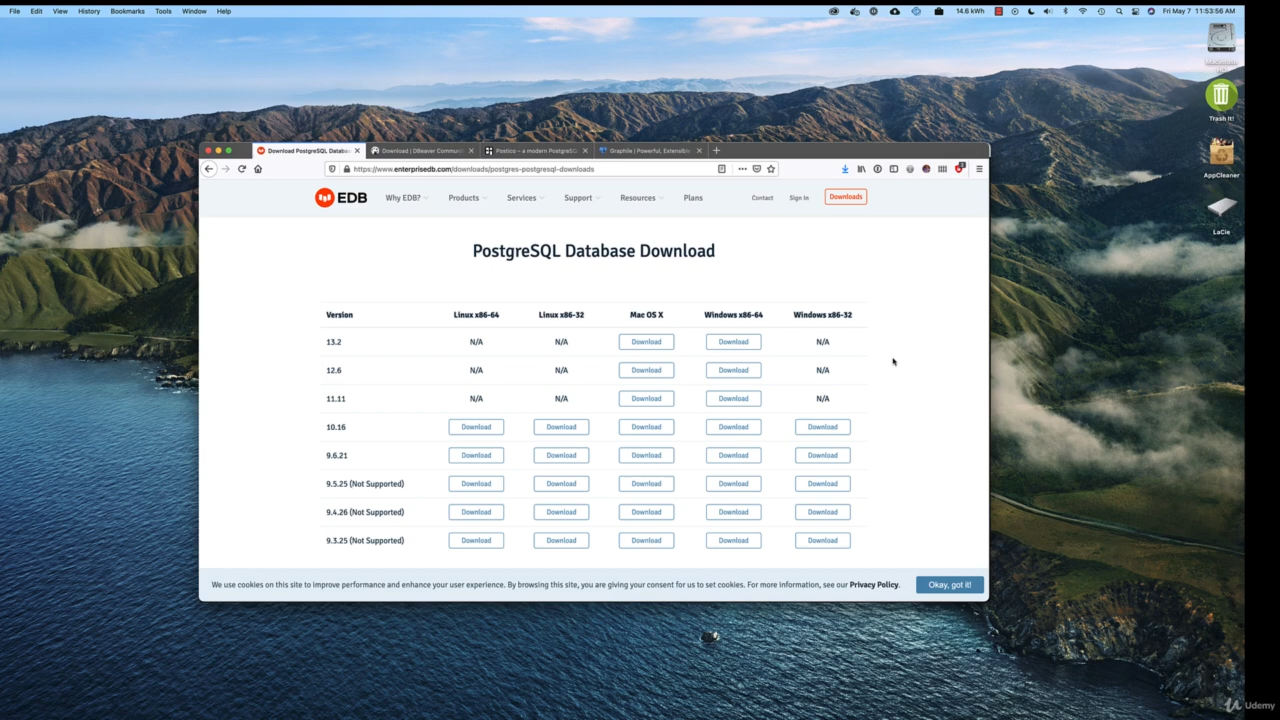 File Edit View History Bookmarks Tools Window Help 14.6 kWh Fri May 7 11:53:56 AM
Macintosh
Trash It!
AppCleaner
LaCie
Download PostgreSQL Databas
Download | DBeaver Communi
Postico – a modern PostgreSQL
Graphile | Powerful, Extensible
https://www.enterprisedb.com/downloads/postgres-postgresql-downloads
EDB Why EDB? Products Services Support Resources Plans Contact Sign In Downloads
PostgreSQL Database Download
Version Linux x86-64 Linux x86-32 Mac OS X Windows x86-64 Windows x86-32
13.2 N/A N/A Download Download N/A
12.6 N/A N/A Download Download N/A
11.11 N/A N/A Download Download N/A
10.16 Download Download Download Download Download
9.6.21 Download Download Download Download Download
9.5.25 (Not Supported) Download Download Download Download Download
9.4.26 (Not Supported) Download Download Download Download Download
9.3.25 (Not Supported) Download Download Download Download Download
We use cookies on this site to improve performance and enhance your user experience. By browsing this site, you are giving your consent for us to set cookies. For more information, see our Privacy Policy. Okay, got it!
Udemy